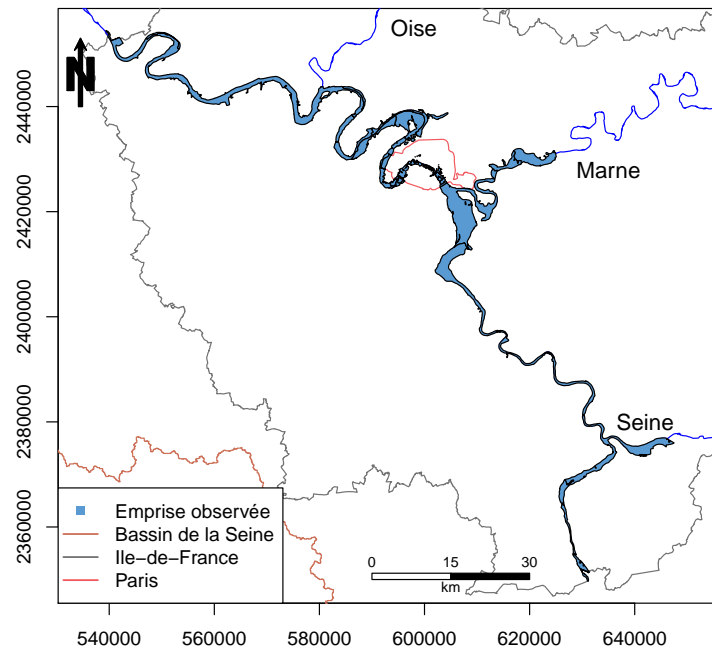 Oise
N
Marne
Seine
2440000
2420000
2400000
2380000
2360000
Emprise observée
Bassin de la Seine
Ile−de−France
Paris
0 15 30
km
540000 560000 580000 600000 620000 640000